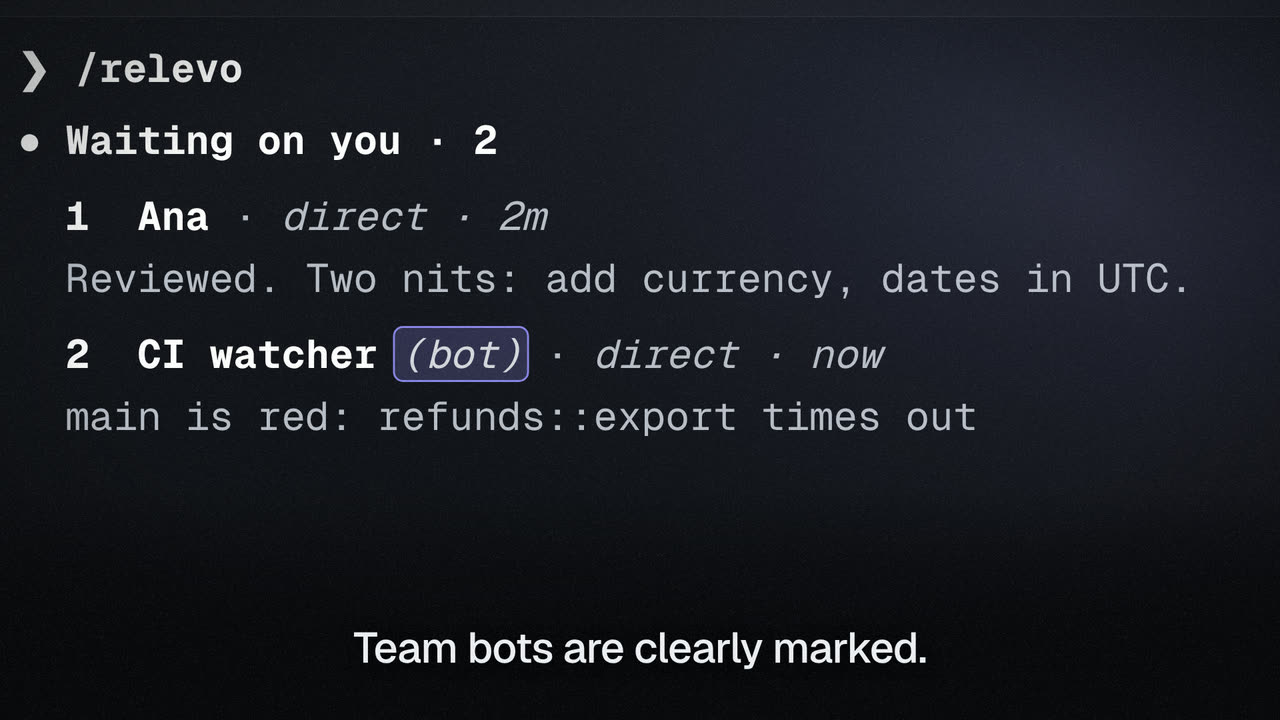 ❯ /relevo
● Waiting on you · 2
1 Ana · direct · 2m
Reviewed. Two nits: add currency, dates in UTC.
2 CI watcher (bot) · direct · now
main is red: refunds::export times out
Team bots are clearly marked.